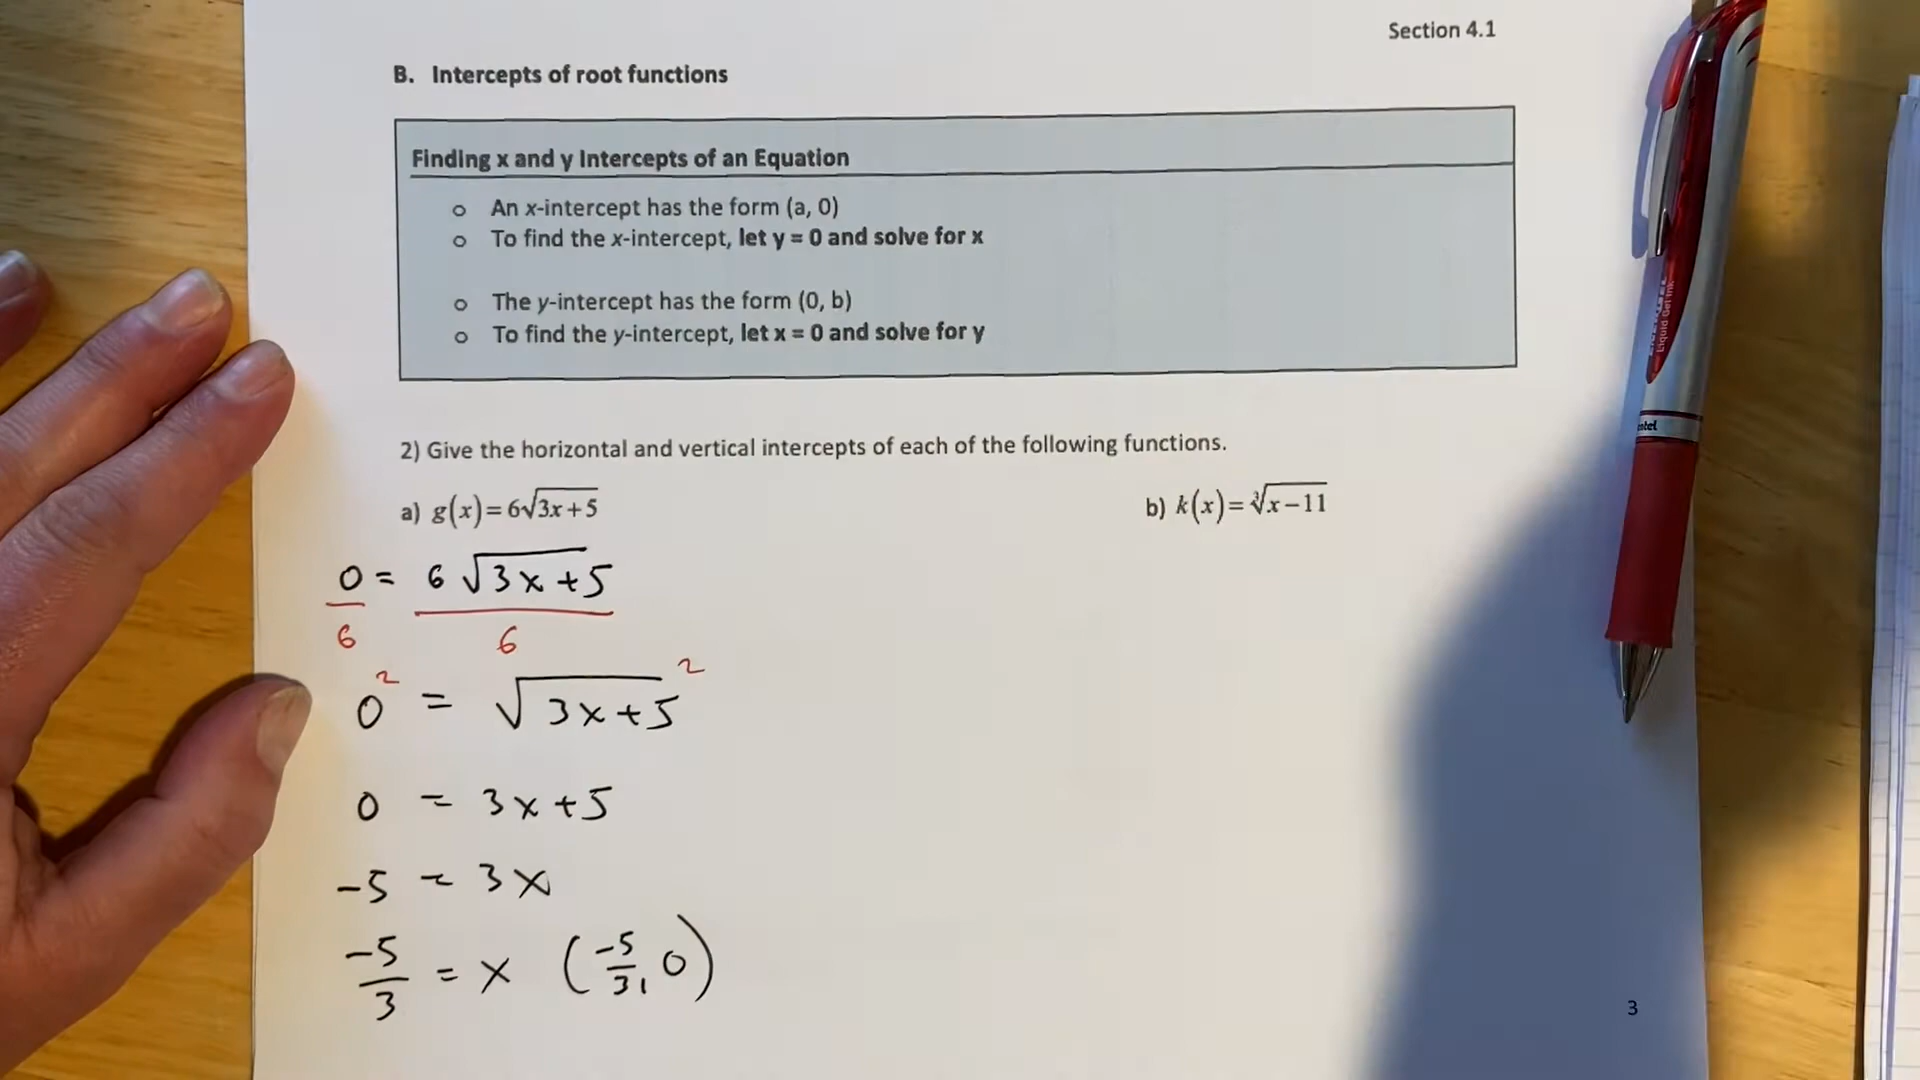 Section 4.1
B. Intercepts of root functions
Finding x and y Intercepts of an Equation
o An x-intercept has the form (a, 0)
o To find the x-intercept, let y = 0 and solve for x
o The y-intercept has the form (0, b)
o To find the y-intercept, let x = 0 and solve for y
2) Give the horizontal and vertical intercepts of each of the following functions.
a) g(x)=6√3x+5
b) k(x)=∛x−11
0 = 6 √3x+5
6 6
0² = √3x+5²
0 = 3x+5
-5 = 3x
-5/3 = x (-5/3, 0)
3
Liquid Gel Ink